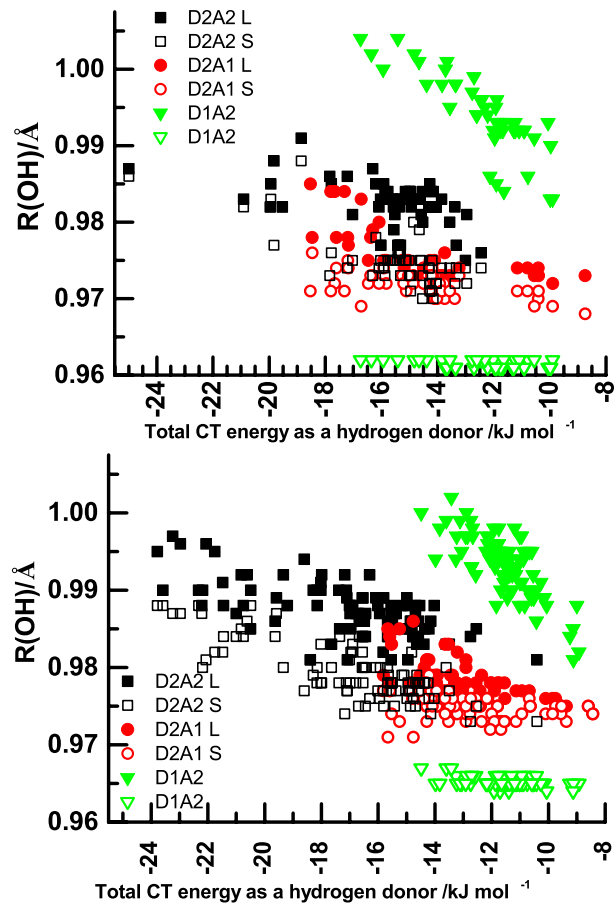 D2A2 L
D2A2 S
D2A1 L
D2A1 S
D1A2
D1A2
R(OH)/Å
1.00
0.99
0.98
0.97
0.96
-24 -22 -20 -18 -16 -14 -12 -10 -8
Total CT energy as a hydrogen donor /kJ mol -1
R(OH)/Å
1.00
0.99
0.98
0.97
0.96
D2A2 L
D2A2 S
D2A1 L
D2A1 S
D1A2
D1A2
-24 -22 -20 -18 -16 -14 -12 -10 -8
Total CT energy as a hydrogen donor /kJ mol -1